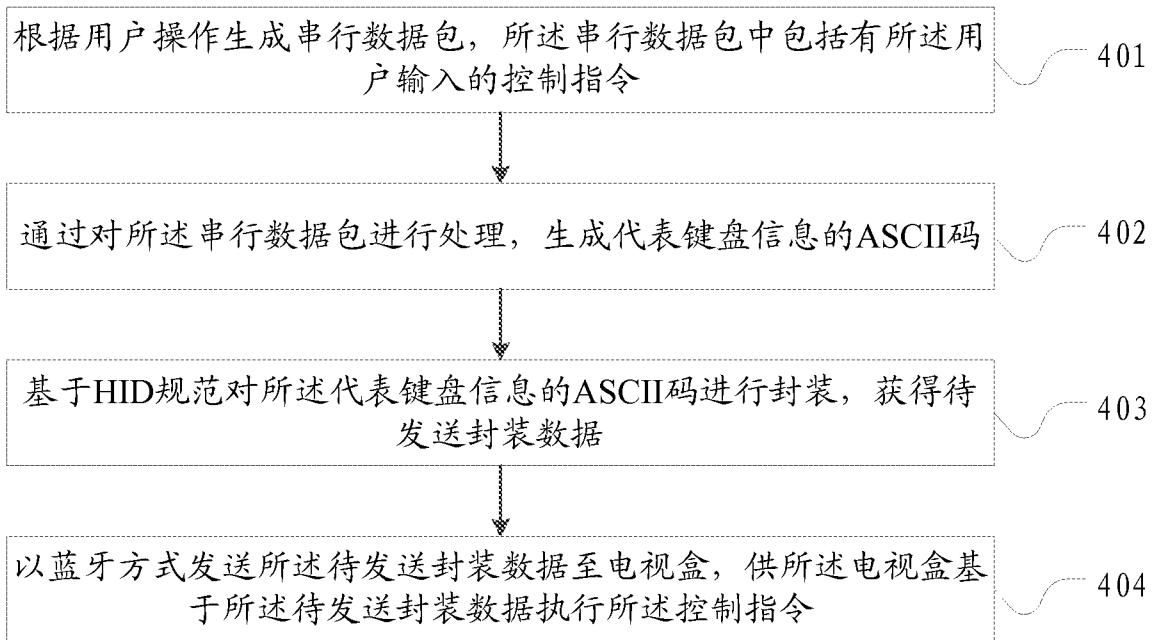 根据用户操作生成串行数据包，所述串行数据包中包括有所述用
户输入的控制指令
401
通过对所述串行数据包进行处理，生成代表键盘信息的ASCII码
402
基于HID规范对所述代表键盘信息的ASCII码进行封装，获得待
发送封装数据
403
以蓝牙方式发送所述待发送封装数据至电视盒，供所述电视盒基
于所述待发送封装数据执行所述控制指令
404